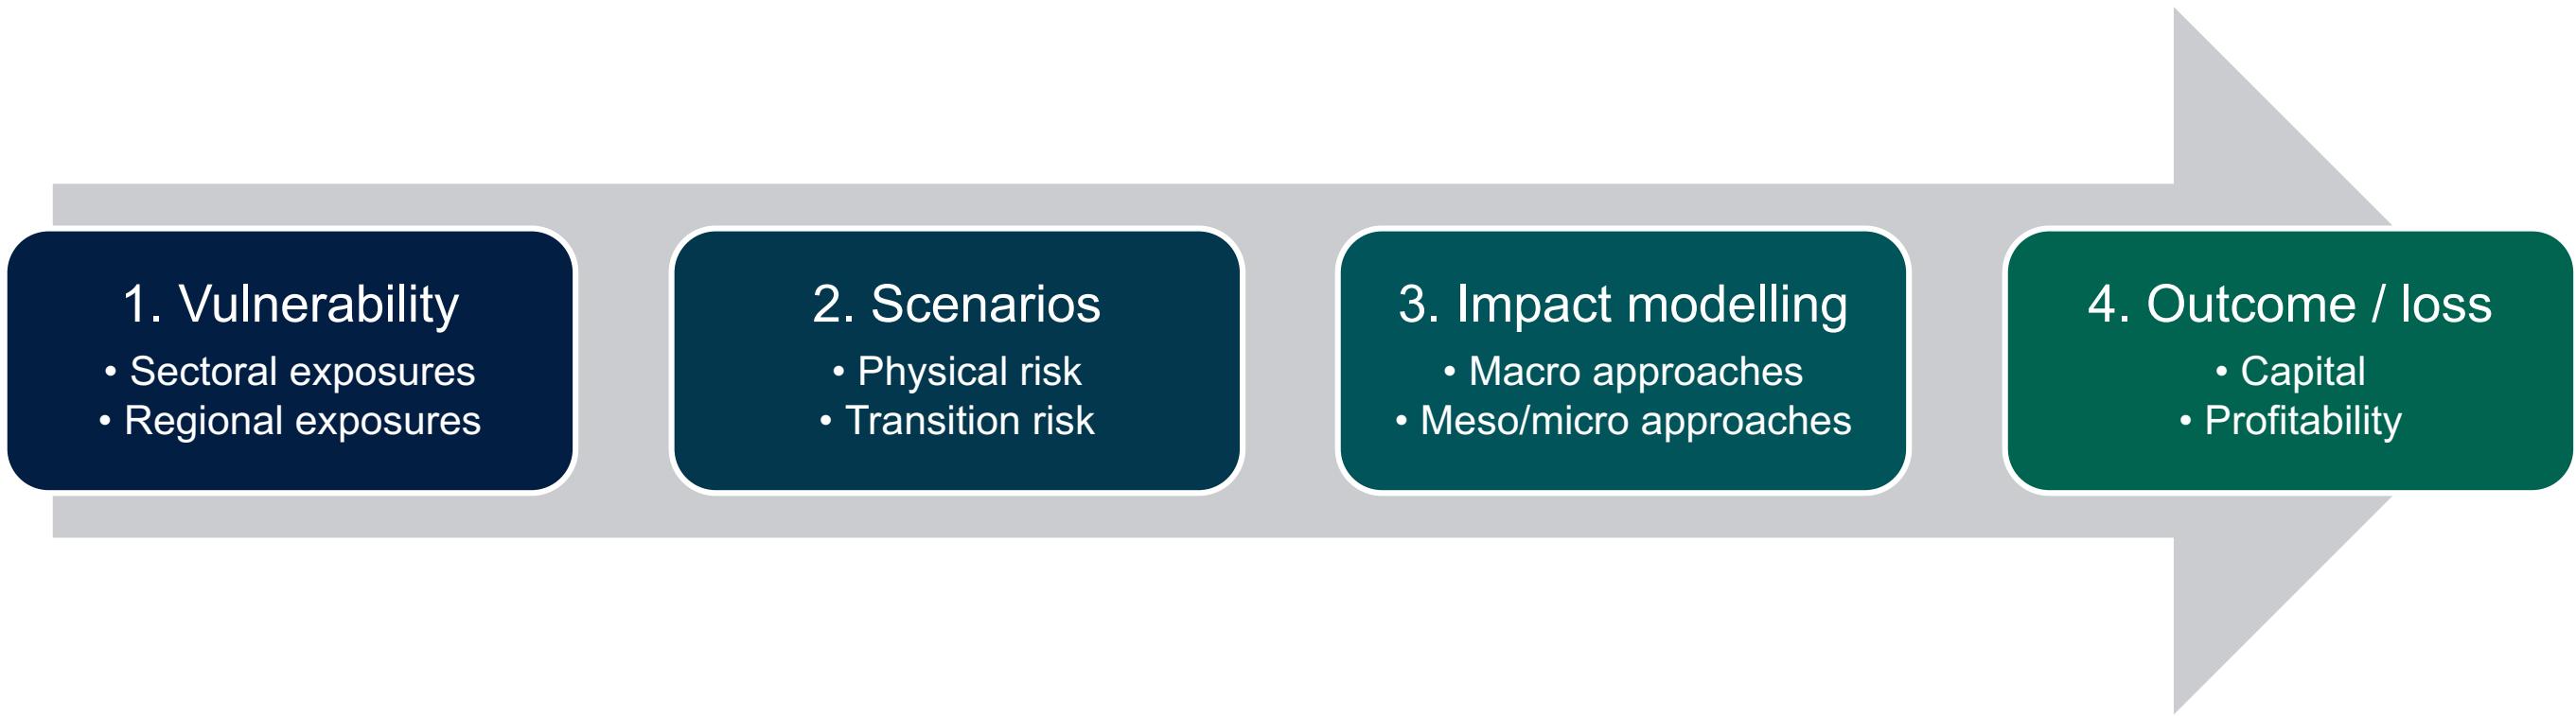 1. Vulnerability
• Sectoral exposures
• Regional exposures
2. Scenarios
• Physical risk
• Transition risk
3. Impact modelling
• Macro approaches
• Meso/micro approaches
4. Outcome / loss
• Capital
• Profitability